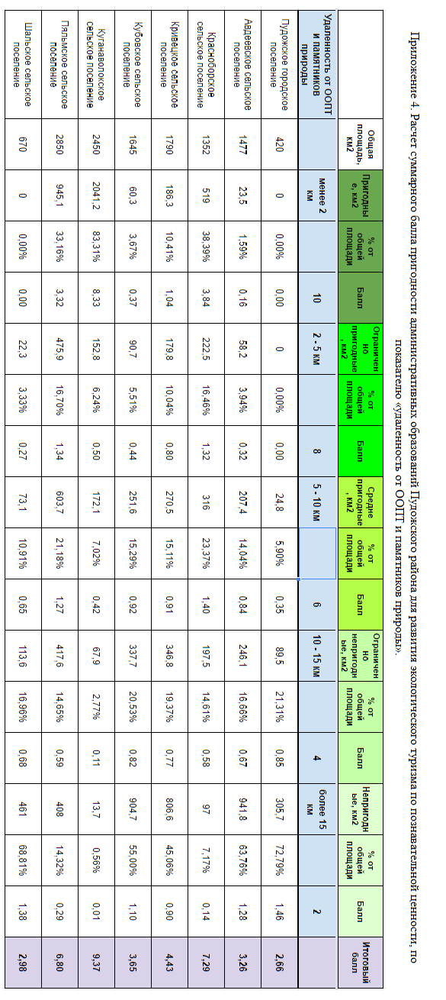 Приложение 4. Расчет суммарного балла пригодности административных образований Пудожского района для развития экологического туризма по познавательной ценности, по
показателю «удаленность от ООПТ и памятников природы».
Общая площадь, км2 | Пригодны е, км2 | % от общей площади | Балл | Ограничен но пригодные , км2 | % от общей площади | Балл | Средне пригодные , км2 | % от общей площади | Балл | Ограничен но непригодн ые, км2 | % от общей площади | Балл | Непригодн ые, км2 | % от общей площади | Балл | Итоговый балл
Удаленность от ООПТ и памятников природы | менее 2 км | 10 | 2 - 5 км | 8 | 5 - 10 км | 6 | 10 - 15 км | 4 | более 15 км | 2
Пудожское городское поселение | 420 | 0 | 0,00% | 0,00 | 0 | 0,00% | 0,00 | 24,8 | 5,90% | 0,35 | 89,5 | 21,31% | 0,85 | 305,7 | 72,79% | 1,46 | 2,66
Авдеевское сельское поселение | 1477 | 23,5 | 1,59% | 0,16 | 58,2 | 3,94% | 0,32 | 207,4 | 14,04% | 0,84 | 246,1 | 16,66% | 0,67 | 941,8 | 63,76% | 1,28 | 3,26
Красноборское сельское поселение | 1352 | 519 | 38,39% | 3,84 | 222,5 | 16,46% | 1,32 | 316 | 23,37% | 1,40 | 197,5 | 14,61% | 0,58 | 97 | 7,17% | 0,14 | 7,29
Кривецкое сельское поселение | 1790 | 186,3 | 10,41% | 1,04 | 179,8 | 10,04% | 0,80 | 270,5 | 15,11% | 0,91 | 346,8 | 19,37% | 0,77 | 806,6 | 45,06% | 0,90 | 4,43
Кубовское сельское поселение | 1645 | 60,3 | 3,67% | 0,37 | 90,7 | 5,51% | 0,44 | 251,6 | 15,29% | 0,92 | 337,7 | 20,53% | 0,82 | 904,7 | 55,00% | 1,10 | 3,65
Куганаволокское сельское поселение | 2450 | 2041,2 | 83,31% | 8,33 | 152,8 | 6,24% | 0,50 | 172,1 | 7,02% | 0,42 | 67,9 | 2,77% | 0,11 | 13,7 | 0,56% | 0,01 | 9,37
Пяльмское сельское поселение | 2850 | 945,1 | 33,16% | 3,32 | 475,9 | 16,70% | 1,34 | 603,7 | 21,18% | 1,27 | 417,6 | 14,65% | 0,59 | 408 | 14,32% | 0,29 | 6,80
Шальское сельское поселение | 670 | 0 | 0,00% | 0,00 | 22,3 | 3,33% | 0,27 | 73,1 | 10,91% | 0,65 | 113,6 | 16,96% | 0,68 | 461 | 68,81% | 1,38 | 2,98